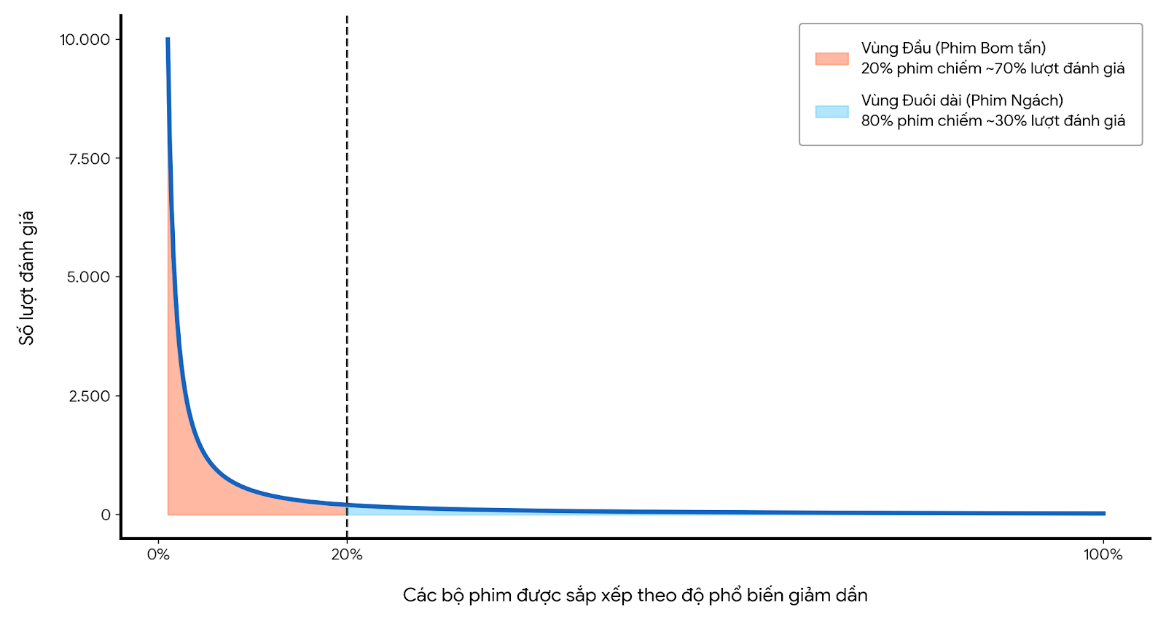 10.000
7.500
5.000
2.500
0
Số lượt đánh giá
0%
20%
100%
Các bộ phim được sắp xếp theo độ phổ biến giảm dần
Vùng Đầu (Phim Bom tấn)
20% phim chiếm ~70% lượt đánh giá
Vùng Đuôi dài (Phim Ngách)
80% phim chiếm ~30% lượt đánh giá